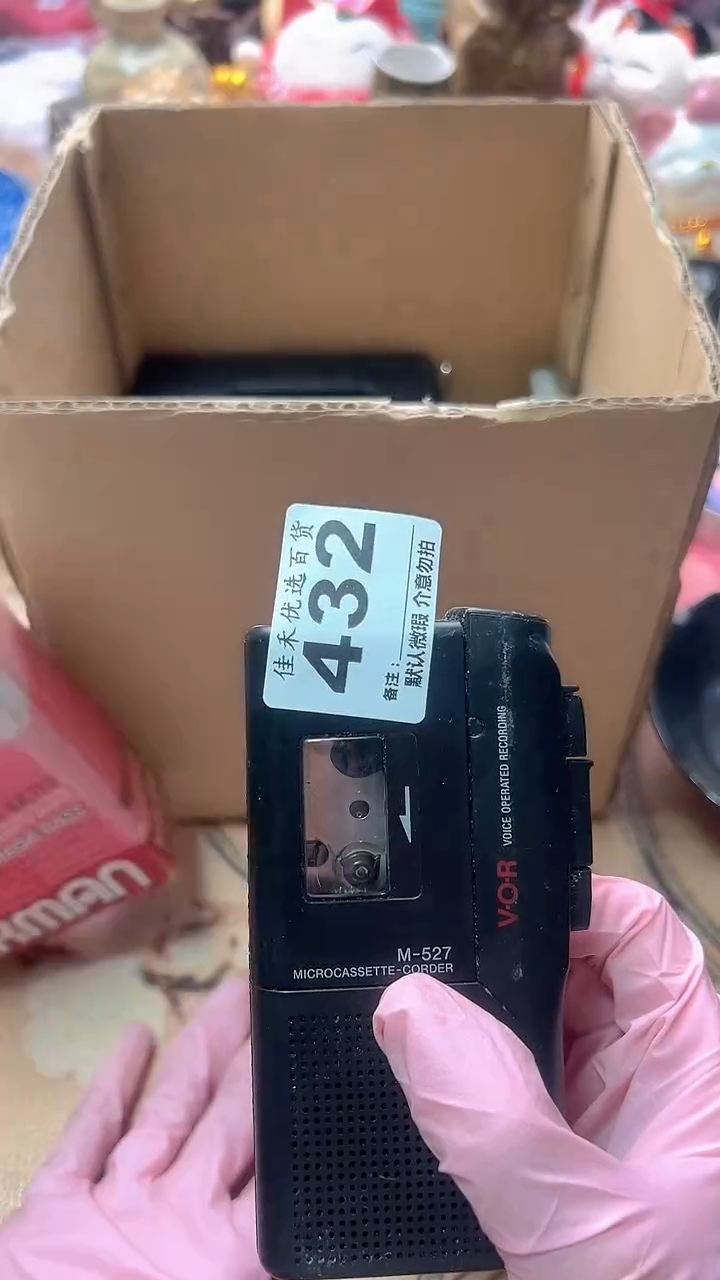 佳禾优选百货
432
备注：
默认微瑕 介意勿拍
V·O·R VOICE OPERATED RECORDING
M-527
MICROCASSETTE-CORDER
RMAN